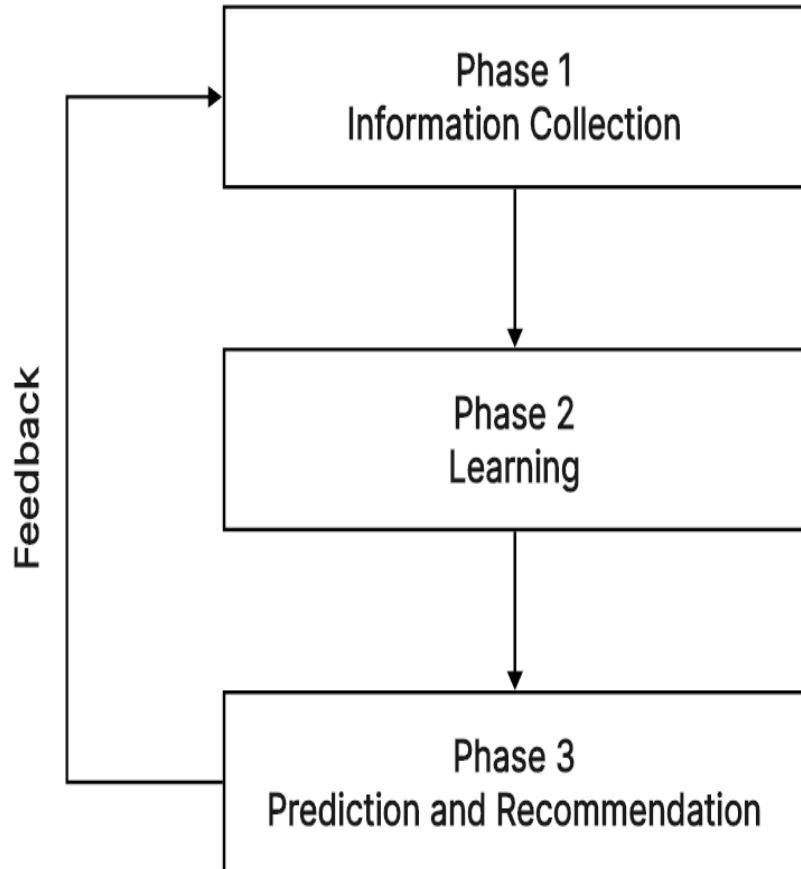 Phase 1
Information Collection
Feedback
Phase 2
Learning
Phase 3
Prediction and Recommendation